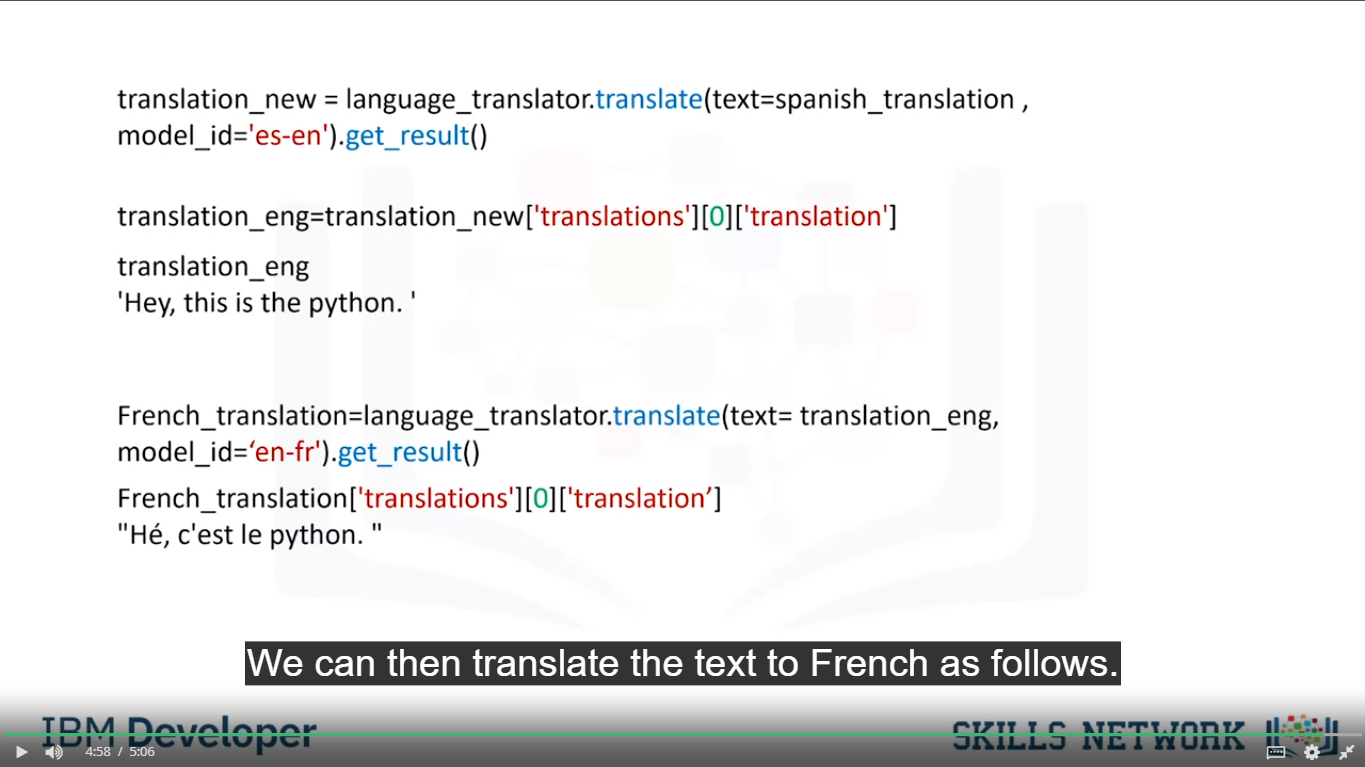 translation_new = language_translator.translate(text=spanish_translation ,
model_id='es-en').get_result()
translation_eng=translation_new['translations'][0]['translation']
translation_eng
'Hey, this is the python. '
French_translation=language_translator.translate(text= translation_eng,
model_id=‘en-fr').get_result()
French_translation['translations'][0]['translation’]
"Hé, c'est le python. "
We can then translate the text to French as follows.
IBM Developer
SKILLS NETWORK
4:58 / 5:06